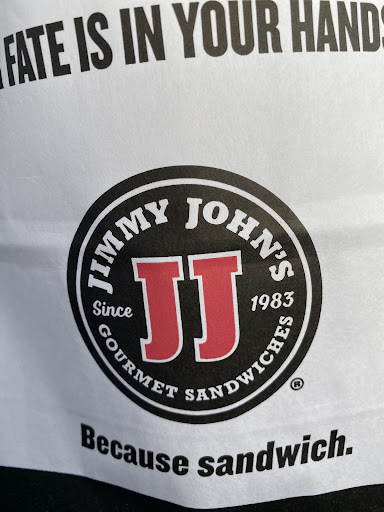 FATE IS IN YOUR HANDS
JIMMY JOHN'S
Since 1983
JJ
GOURMET SANDWICHES
®
Because sandwich.